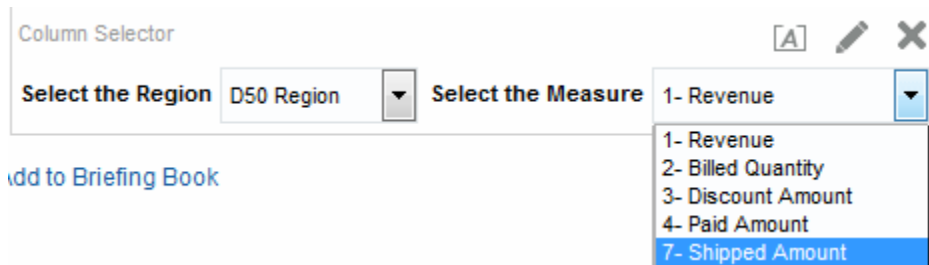 Column Selector
Select the Region D50 Region Select the Measure 1- Revenue
1- Revenue
2- Billed Quantity
Add to Briefing Book
3- Discount Amount
4- Paid Amount
7- Shipped Amount